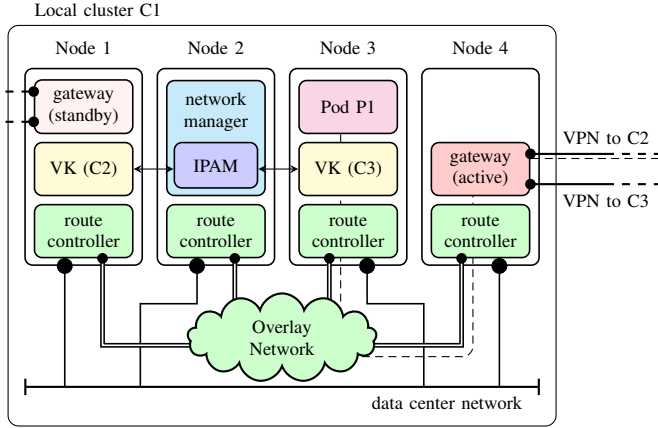 Local cluster C1
Node 1
Node 2
Node 3
Node 4
gateway
(standby)
network
manager
Pod P1
VPN to C2
VK (C2)
IPAM
VK (C3)
gateway
(active)
VPN to C3
route
controller
route
controller
route
controller
route
controller
Overlay
Network
data center network